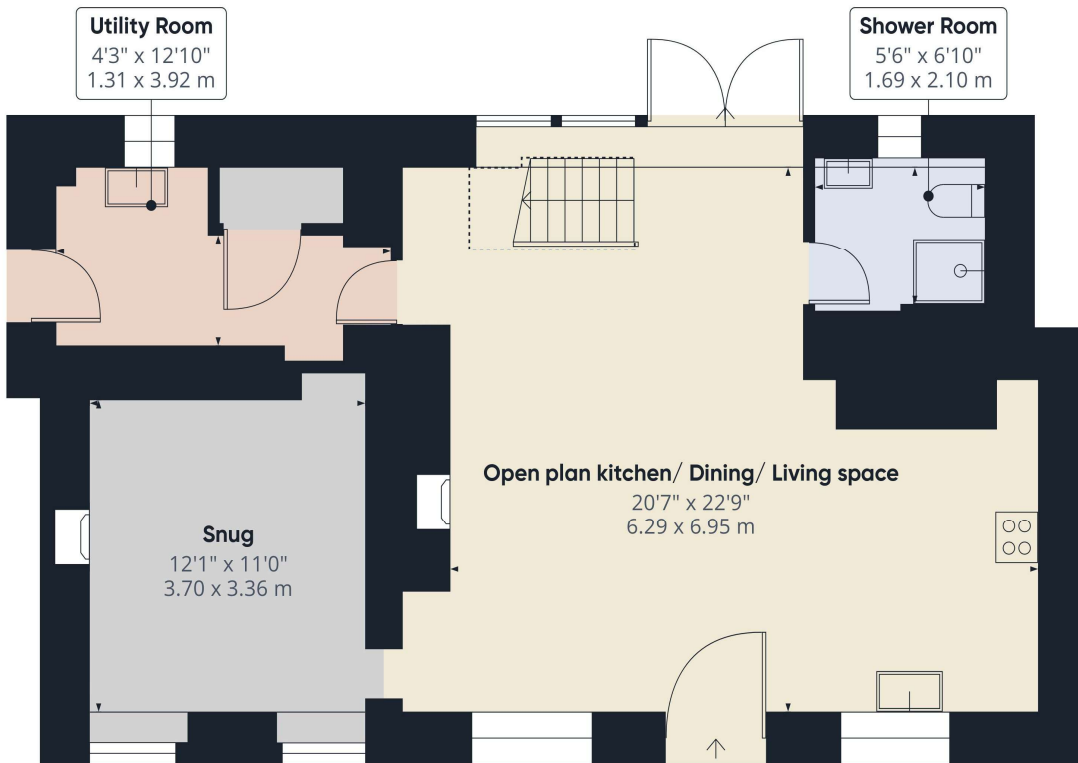 Utility Room
4'3" x 12'10"
1.31 x 3.92 m
Shower Room
5'6" x 6'10"
1.69 x 2.10 m
Open plan kitchen/ Dining/ Living space
20'7" x 22'9"
6.29 x 6.95 m
Snug
12'1" x 11'0"
3.70 x 3.36 m